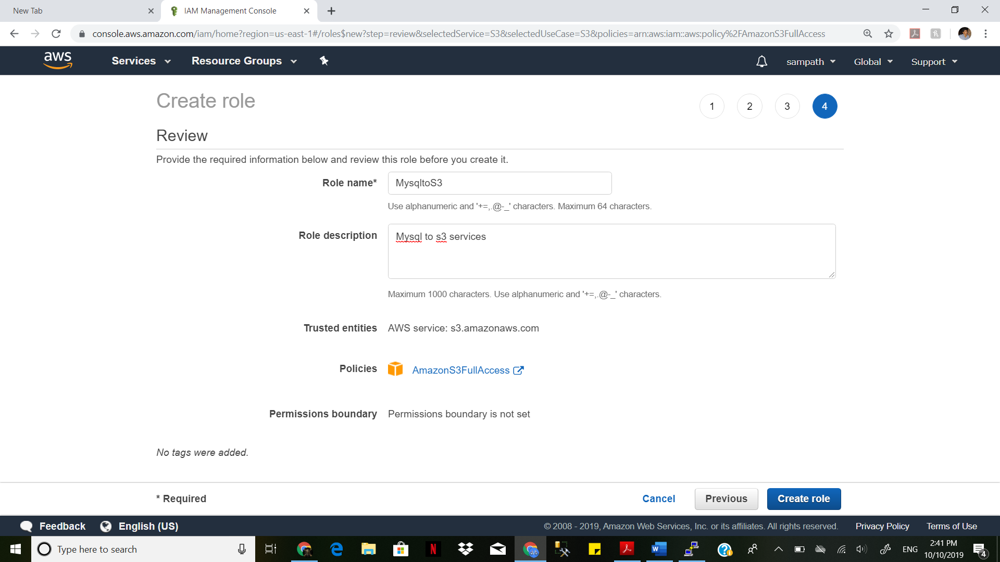 New Tab
IAM Management Console
console.aws.amazon.com/iam/home?region=us-east-1#/roles$new?step=review&selectedService=S3&selectedUseCase=S3&policies=arn:aws:iam::aws:policy%2FAmazonS3FullAccess
aws Services Resource Groups sampath Global Support
Create role 1 2 3 4
Review
Provide the required information below and review this role before you create it.
Role name* MysqltoS3
Use alphanumeric and '+=,.@-_' characters. Maximum 64 characters.
Role description Mysql to s3 services
Maximum 1000 characters. Use alphanumeric and '+=,.@-_' characters.
Trusted entities AWS service: s3.amazonaws.com
Policies AmazonS3FullAccess
Permissions boundary Permissions boundary is not set
No tags were added.
* Required Cancel Previous Create role
Feedback English (US) © 2008 - 2019, Amazon Web Services, Inc. or its affiliates. All rights reserved. Privacy Policy Terms of Use
Type here to search ENG 2:41 PM
10/10/2019 4